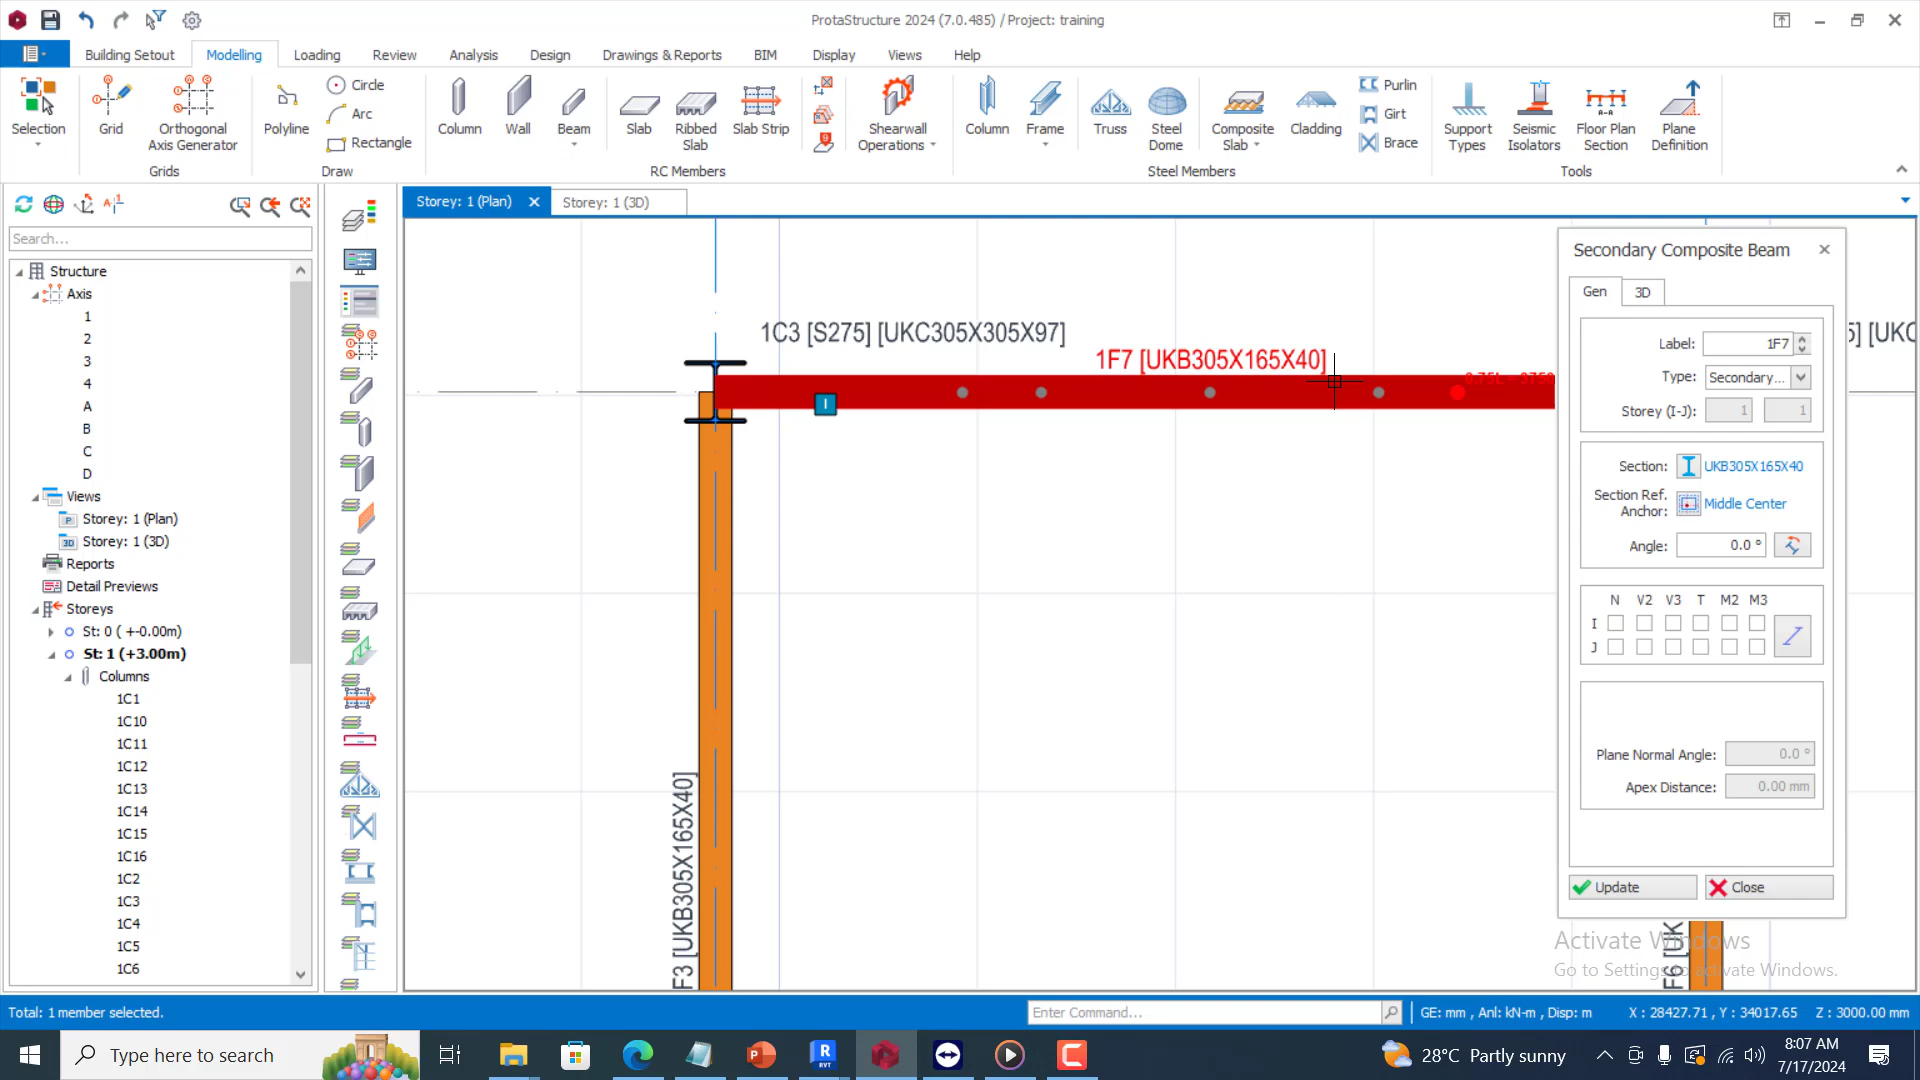 ProtaStructure 2024 (7.0.485) / Project: training
Building Setout
Modelling
Loading
Review
Analysis
Design
Drawings & Reports
BIM
Display
Views
Help
Selection
Grid
Orthogonal
Axis Generator
Grids
Polyline
Circle
Arc
Rectangle
Draw
Column
Wall
Beam
Slab
Ribbed
Slab
Slab Strip
RC Members
Shearwall
Operations
Column
Frame
Truss
Steel
Dome
Composite
Slab
Cladding
Purlin
Girt
Brace
Steel Members
Support
Types
Seismic
Isolators
Floor Plan
Section
Plane
Definition
Tools
Search...
Structure
Axis
1
2
3
4
A
B
C
D
Views
Storey: 1 (Plan)
Storey: 1 (3D)
Reports
Detail Previews
Storeys
St: 0 ( +-0.00m)
St: 1 (+3.00m)
Columns
1C1
1C10
1C11
1C12
1C13
1C14
1C15
1C16
1C2
1C3
1C4
1C5
1C6
Storey: 1 (Plan)
Storey: 1 (3D)
1C3 [S275] [UKC305X305X97]
1F7 [UKB305X165X40]
0.75L = 3750
I
F3 [UKB305X165X40]
5] [UKC
F6 [UK
Secondary Composite Beam
Gen
3D
Label: 1F7
Type: Secondary...
Storey (I-J): 1 1
Section: UKB305X165X40
Section Ref.
Anchor: Middle Center
Angle: 0.0 °
N V2 V3 T M2 M3
I
J
Plane Normal Angle: 0.0 °
Apex Distance: 0.00 mm
Update
Close
Activate Windows
Go to Settings to activate Windows.
Total: 1 member selected.
Enter Command...
GE: mm , Anl: kN-m , Disp: m
X : 28427.71 , Y : 34017.65
Z : 3000.00 mm
Type here to search
28°C Partly sunny
8:07 AM
7/17/2024